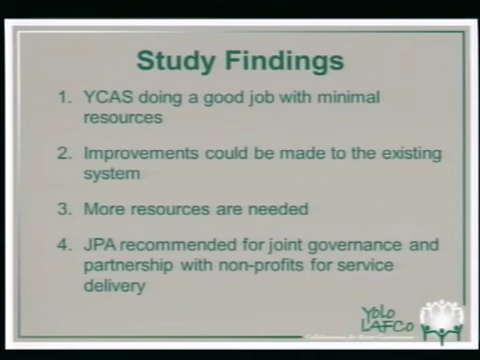 Study Findings
1. YCAS doing a good job with minimal
resources
2. Improvements could be made to the existing
system
3. More resources are needed
4. JPA recommended for joint governance and
partnership with non-profits for service
delivery
Yolo
LAFCo